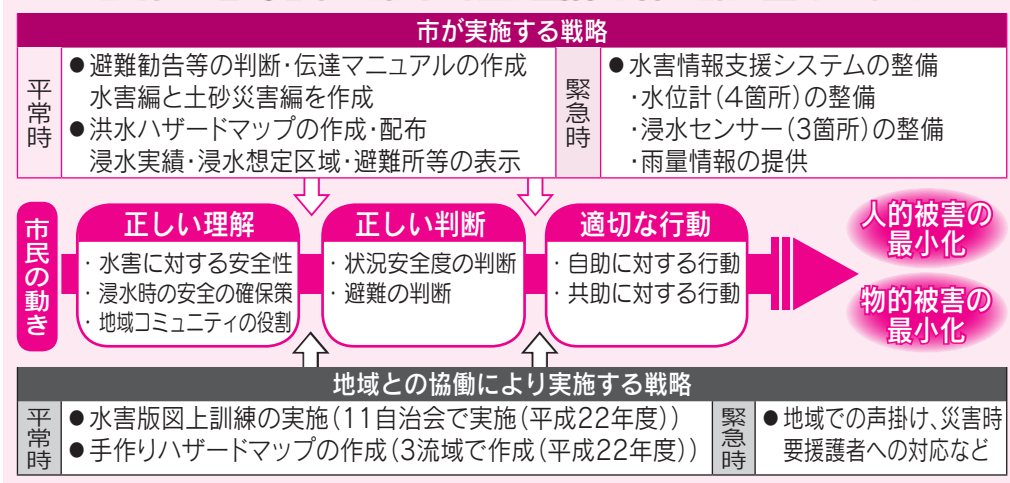 市が実施する戦略
平常時
●避難勧告等の判断・伝達マニュアルの作成
水害編と土砂災害編を作成
●洪水ハザードマップの作成・配布
浸水実績・浸水想定区域・避難所等の表示
緊急時
●水害情報支援システムの整備
・水位計(4箇所)の整備
・浸水センサー(3箇所)の整備
・雨量情報の提供
市民の動き
正しい理解
・水害に対する安全性
・浸水時の安全の確保策
・地域コミュニティの役割
正しい判断
・状況安全度の判断
・避難の判断
適切な行動
・自助に対する行動
・共助に対する行動
人的被害の
最小化
物的被害の
最小化
地域との協働により実施する戦略
平常時
●水害版図上訓練の実施(11自治会で実施(平成22年度))
●手作りハザードマップの作成(3流域で作成(平成22年度))
緊急時
●地域での声掛け、災害時
要援護者への対応など